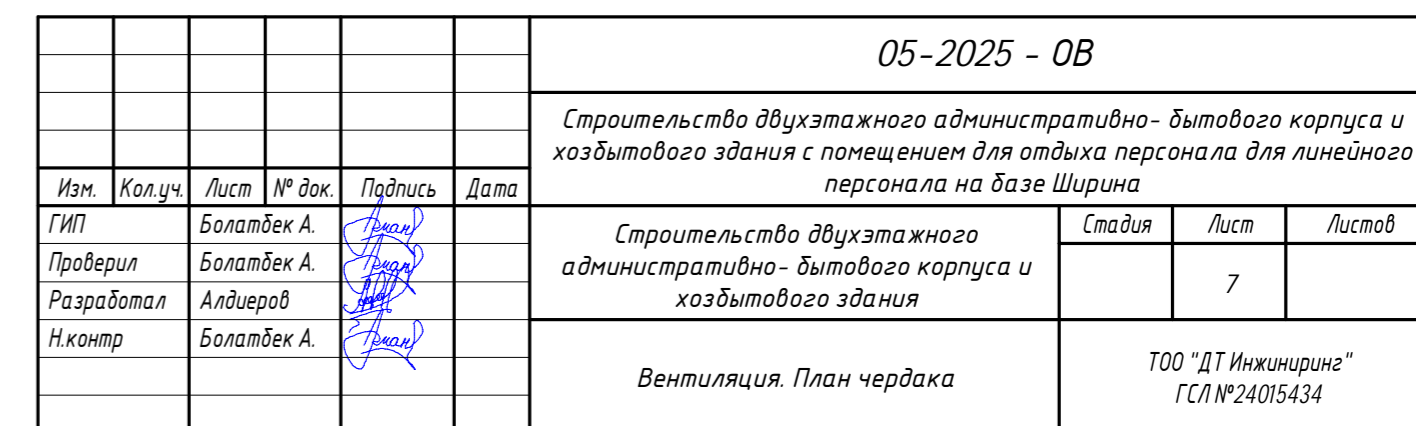 05-2025 - ОВ
Строительство двухэтажного административно- бытового корпуса и
хозбытового здания с помещением для отдыха персонала для линейного
персонала на базе Ширина
Изм. Кол.уч. Лист № док. Подпись Дата
ГИП Болатбек А.
Проверил Болатбек А.
Разработал Алдиеров
Н.контр Болатбек А.
Строительство двухэтажного
административно- бытового корпуса и
хозбытового здания
Стадия Лист Листов
7
Вентиляция. План чердака
ТОО "ДТ Инжиниринг"
ГСЛ №24015434